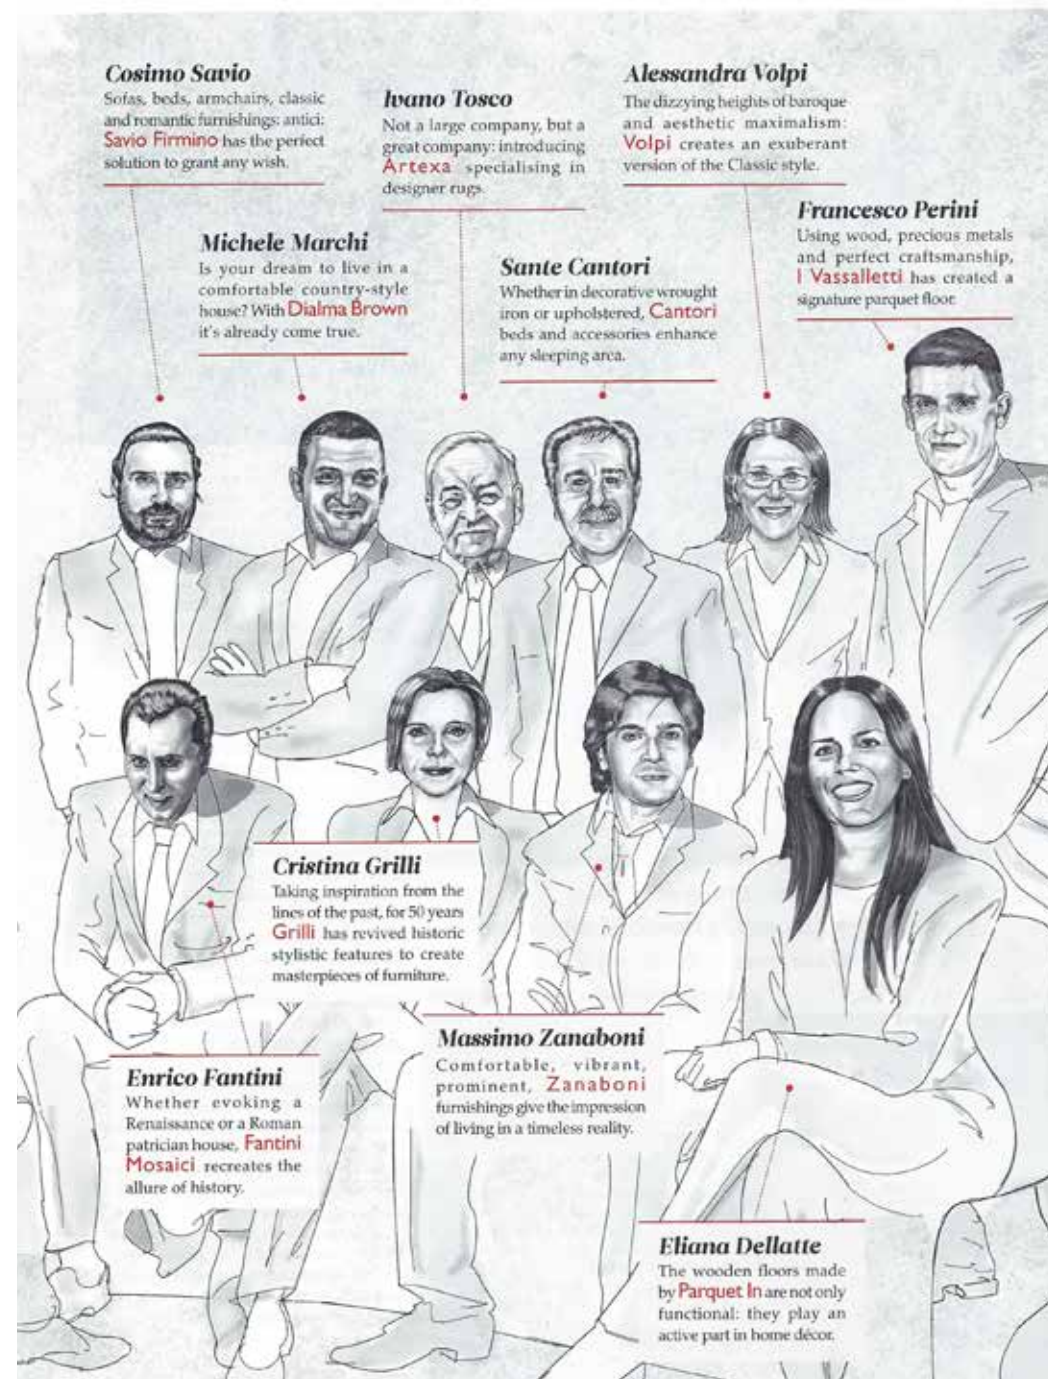 Cosimo Savio
Sofas, beds, armchairs, classic
and romantic furnishings: antici:
Savio Firmino has the perfect
solution to grant any wish.
Ivano Tosco
Not a large company, but a
great company: introducing
Artexa specialising in
designer rugs.
Alessandra Volpi
The dizzying heights of baroque
and aesthetic maximalism:
Volpi creates an exuberant
version of the Classic style.
Michele Marchi
Is your dream to live in a
comfortable country-style
house? With Dialma Brown
it's already come true.
Sante Cantori
Whether in decorative wrought
iron or upholstered, Cantori
beds and accessories enhance
any sleeping area.
Francesco Perini
Using wood, precious metals
and perfect craftsmanship,
I Vassalletti has created a
signature parquet floor.
Cristina Grilli
Taking inspiration from the
lines of the past, for 50 years
Grilli has revived historic
stylistic features to create
masterpieces of furniture.
Enrico Fantini
Whether evoking a
Renaissance or a Roman
patrician house, Fantini
Mosaici recreates the
allure of history.
Massimo Zanaboni
Comfortable, vibrant,
prominent, Zanaboni
furnishings give the impression
of living in a timeless reality.
Eliana Dellatte
The wooden floors made
by Parquet In are not only
functional: they play an
active part in home décor.